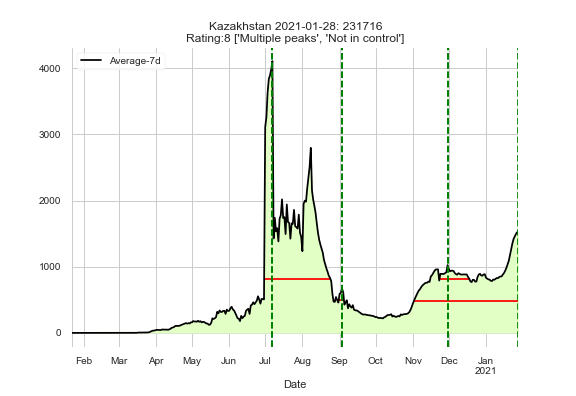 Kazakhstan 2021-01-28: 231716
Rating:8 ['Multiple peaks', 'Not in control']
Average-7d
4000
3000
2000
1000
0
Feb Mar Apr May Jun Jul Aug Sep Oct Nov Dec Jan
2021
Date